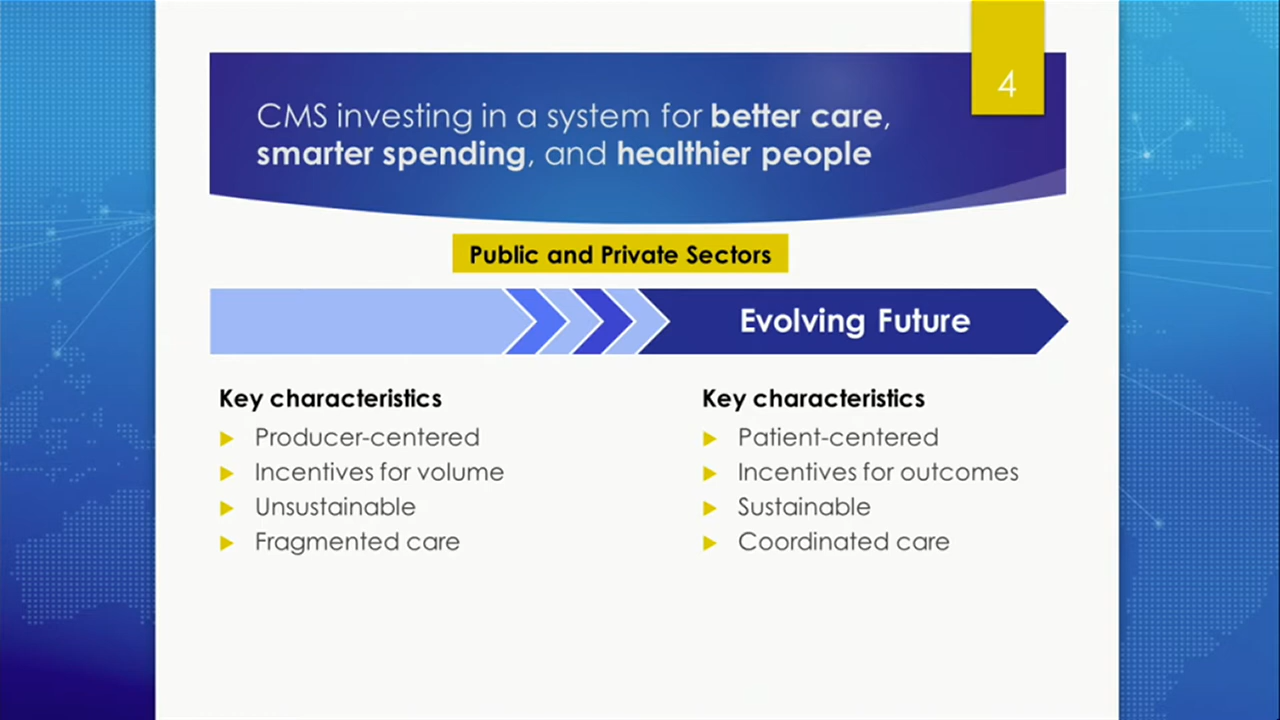 4
CMS investing in a system for better care,
smarter spending, and healthier people
Public and Private Sectors
Evolving Future
Key characteristics
Producer-centered
Incentives for volume
Unsustainable
Fragmented care
Key characteristics
Patient-centered
Incentives for outcomes
Sustainable
Coordinated care